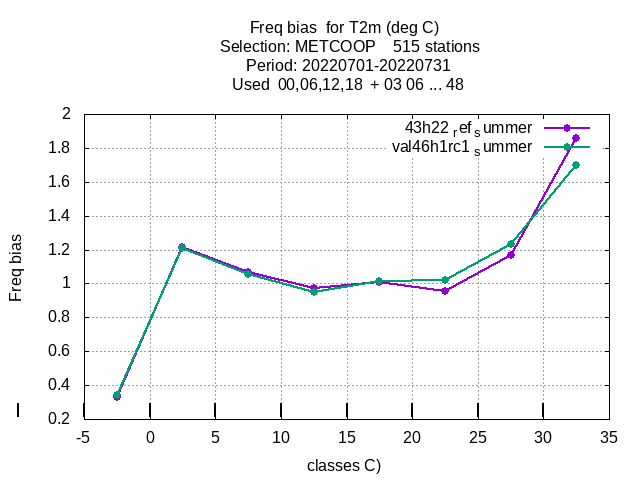 Freq bias  for T2m (deg C)
Selection: METCOOP    515 stations
Period: 20220701-20220731
Used  00,06,12,18  + 03 06 ... 48
43h22 ref summer
val46h1rc1 summer
2
1.8
1.6
1.4
1.2
1
0.8
0.6
0.4
0.2
Freq bias
-5 0 5 10 15 20 25 30 35
classes C)